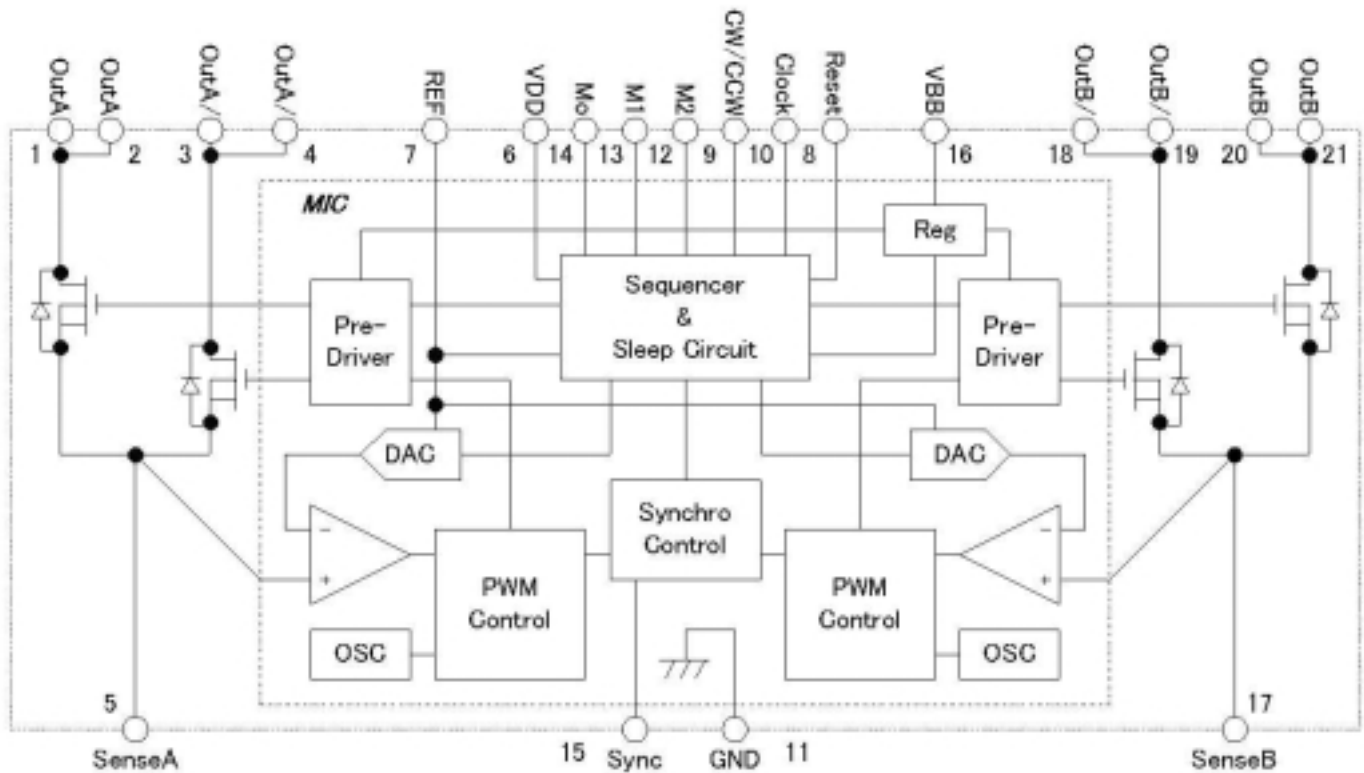 OutA
OutA
OutA/
OutA/
REF
VDD
Mo
M1
M2
CW/CCW
Clock
Reset
VBB
OutB/
OutB/
OutB
OutB
1
2
3
4
7
6
14
13
12
9
10
8
16
18
19
20
21
MIC
Reg
Pre-
Driver
Sequencer
&
Sleep Circuit
Pre-
Driver
DAC
DAC
Synchro
Control
-
+
-
+
PWM
Control
PWM
Control
OSC
OSC
5
SenseA
15
Sync
GND
11
17
SenseB